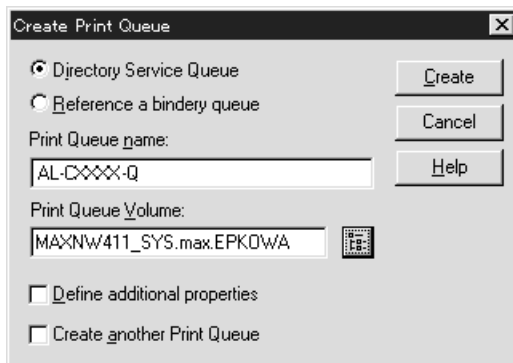 Create Print Queue
Directory Service Queue
Reference a bindery queue
Print Queue name:
AL-CXXXX-Q
Print Queue Volume:
MAXNW411_SYS.max.EPKOWA
Define additional properties
Create another Print Queue
Create
Cancel
Help